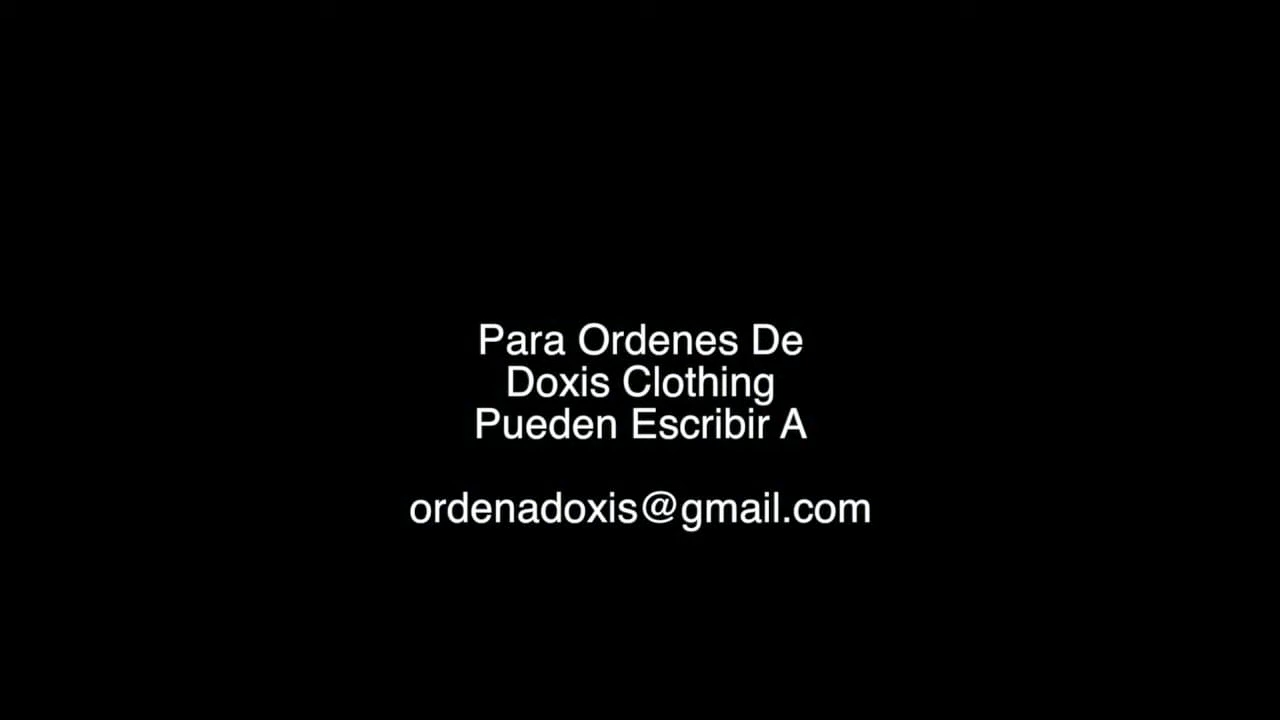 Para Ordenes De
Doxis Clothing
Pueden Escribir A
ordenadoxis@gmail.com